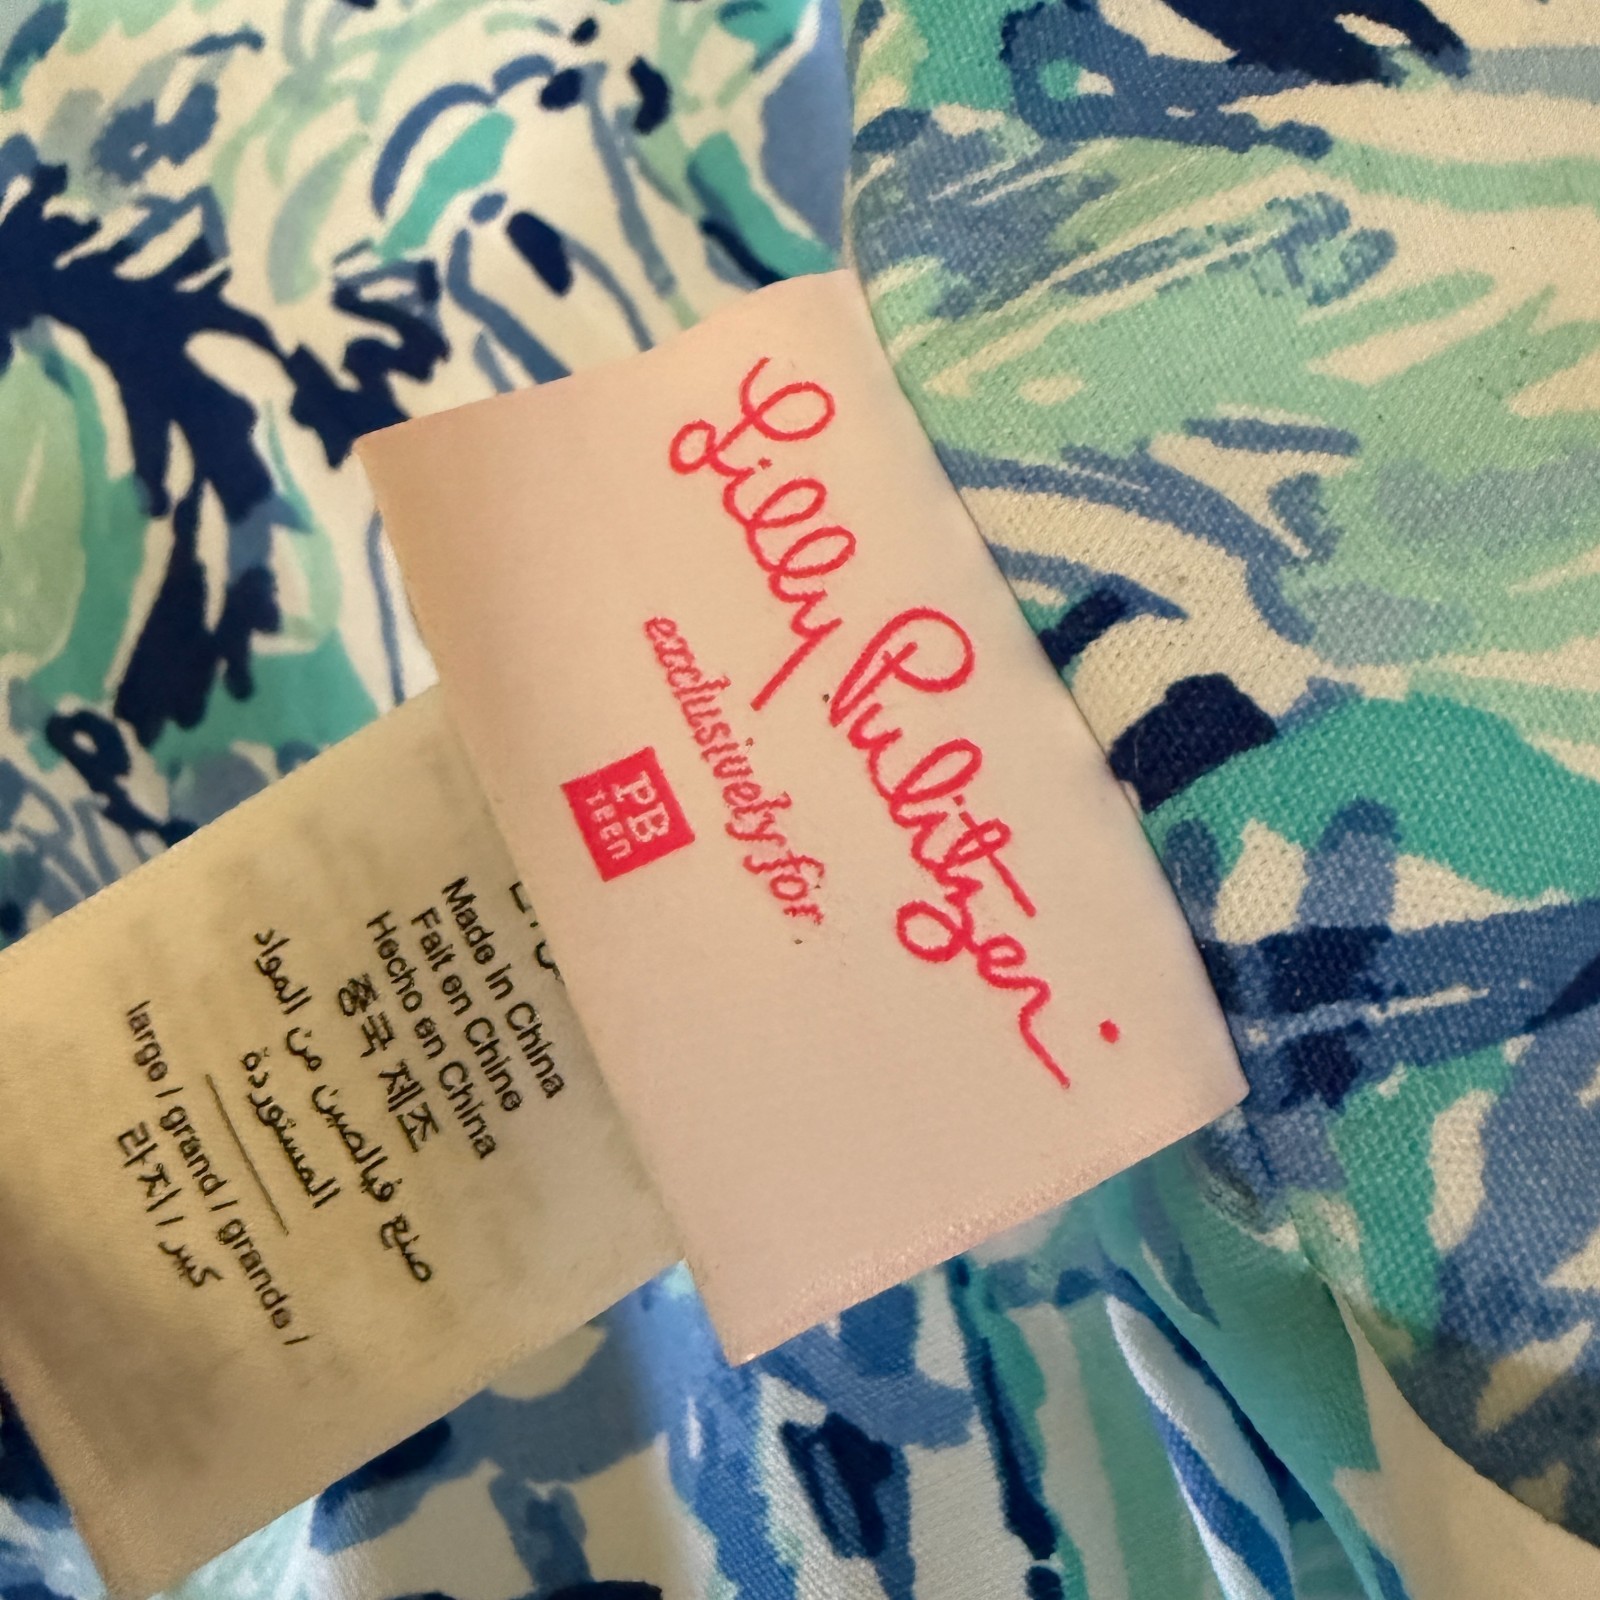 Lilly Pulitzer
exclusively for
PB
teen
Made in China
Fait en Chine
Hecho en China
중국 제조
صنع فيالصين من المواد
المستوردة
large / grand / grande /
라지 / كبير